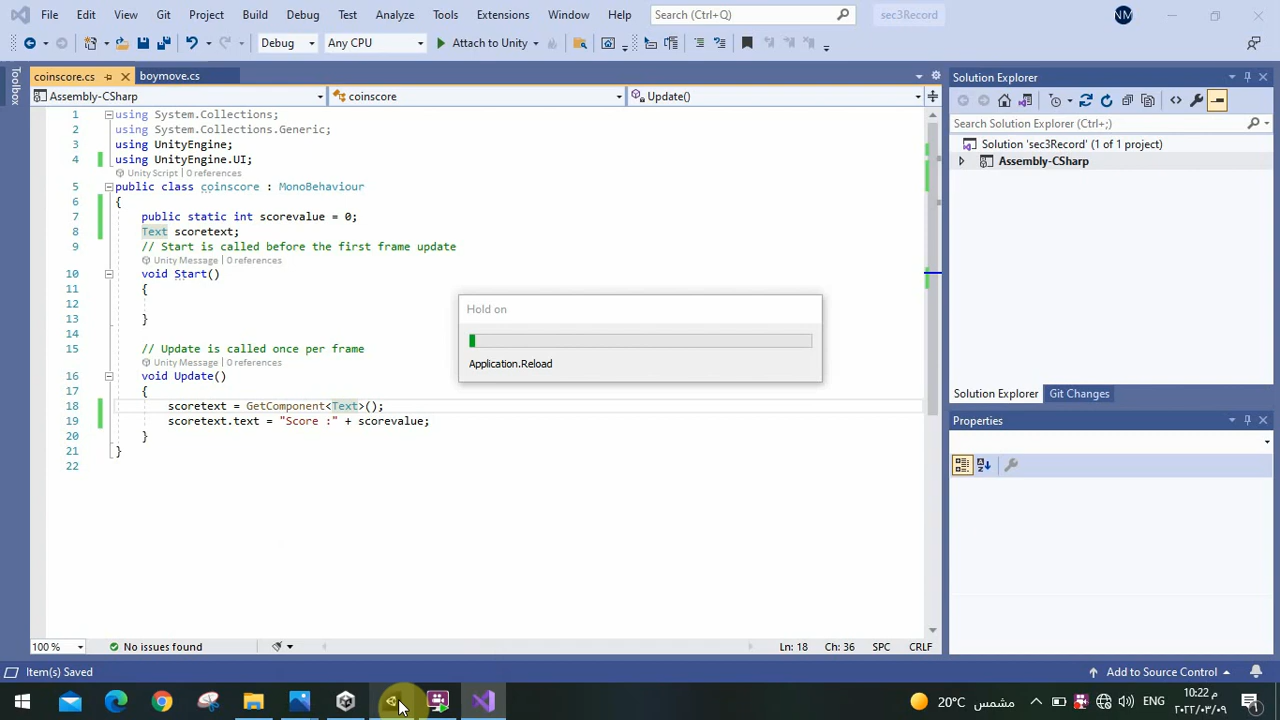 File Edit View Git Project Build Debug Test Analyze Tools Extensions Window Help Search (Ctrl+Q) sec3Record NM
Debug Any CPU Attach to Unity
Toolbox
coinscore.cs boymove.cs
Assembly-CSharp coinscore Update()
1 using System.Collections;
2 using System.Collections.Generic;
3 using UnityEngine;
4 using UnityEngine.UI;
Unity Script | 0 references
5 public class coinscore : MonoBehaviour
6 {
7 public static int scorevalue = 0;
8 Text scoretext;
9 // Start is called before the first frame update
Unity Message | 0 references
10 void Start()
11 {
12
13 }
14
15 // Update is called once per frame
Unity Message | 0 references
16 void Update()
17 {
18 scoretext = GetComponent<Text>();
19 scoretext.text = "Score :" + scorevalue;
20 }
21 }
22
Hold on
Application.Reload
Solution Explorer
Search Solution Explorer (Ctrl+;)
Solution 'sec3Record' (1 of 1 project)
Assembly-CSharp
Solution Explorer Git Changes
Properties
100 % No issues found Ln: 18 Ch: 36 SPC CRLF
Item(s) Saved Add to Source Control
20°C مشمس ENG م 10:22
٢٠٢٢/٠٣/٠٩ 1